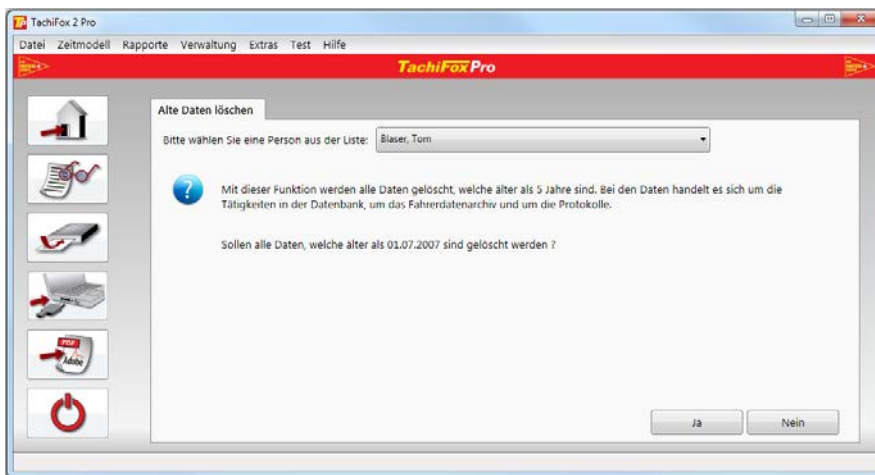 TachiFox 2 Pro
Datei Zeitmodell Rapporte Verwaltung Extras Test Hilfe
TachiFox Pro
Alte Daten löschen
Bitte wählen Sie eine Person aus der Liste: Blaser, Tom
Mit dieser Funktion werden alle Daten gelöscht, welche älter als 5 Jahre sind. Bei den Daten handelt es sich um die
Tätigkeiten in der Datenbank, um das Fahrerdatenarchiv und um die Protokolle.
Sollen alle Daten, welche älter als 01.07.2007 sind gelöscht werden ?
PDF
Adobe
Ja Nein